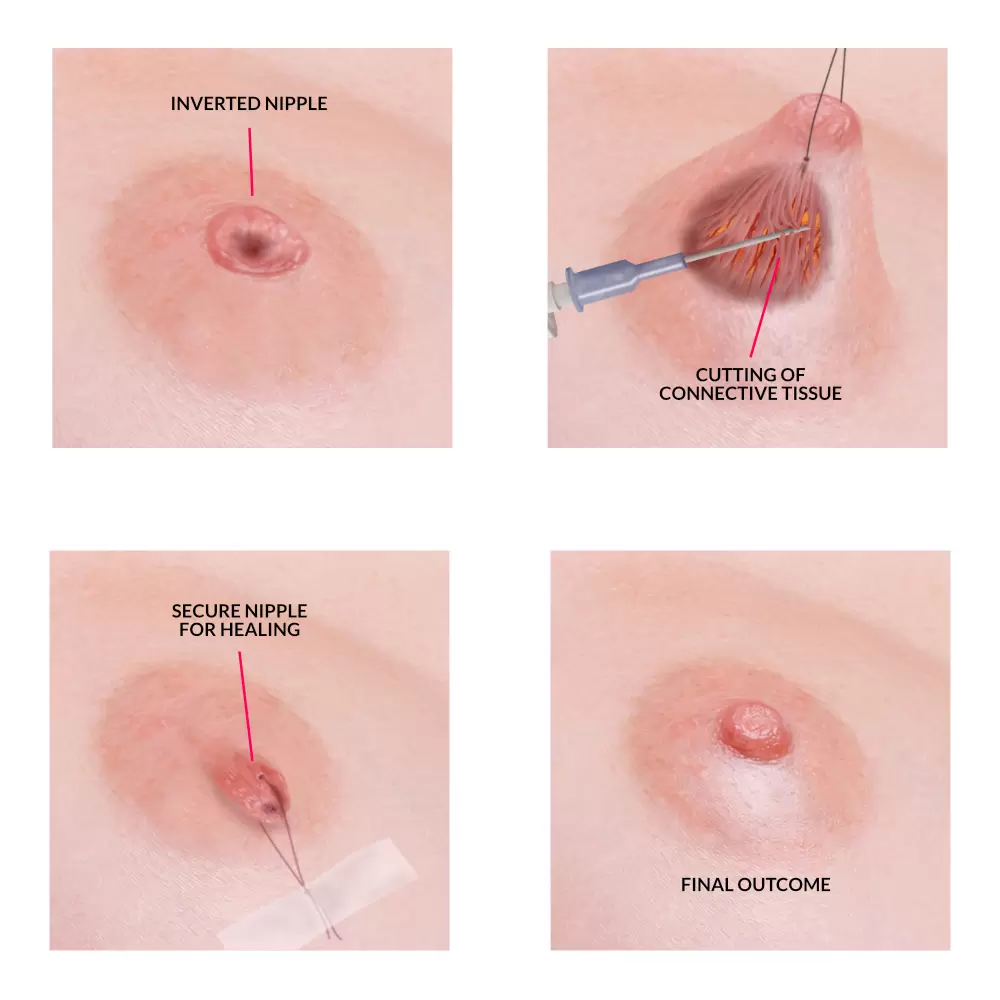 INVERTED NIPPLE
CUTTING OF
CONNECTIVE TISSUE
SECURE NIPPLE
FOR HEALING
FINAL OUTCOME